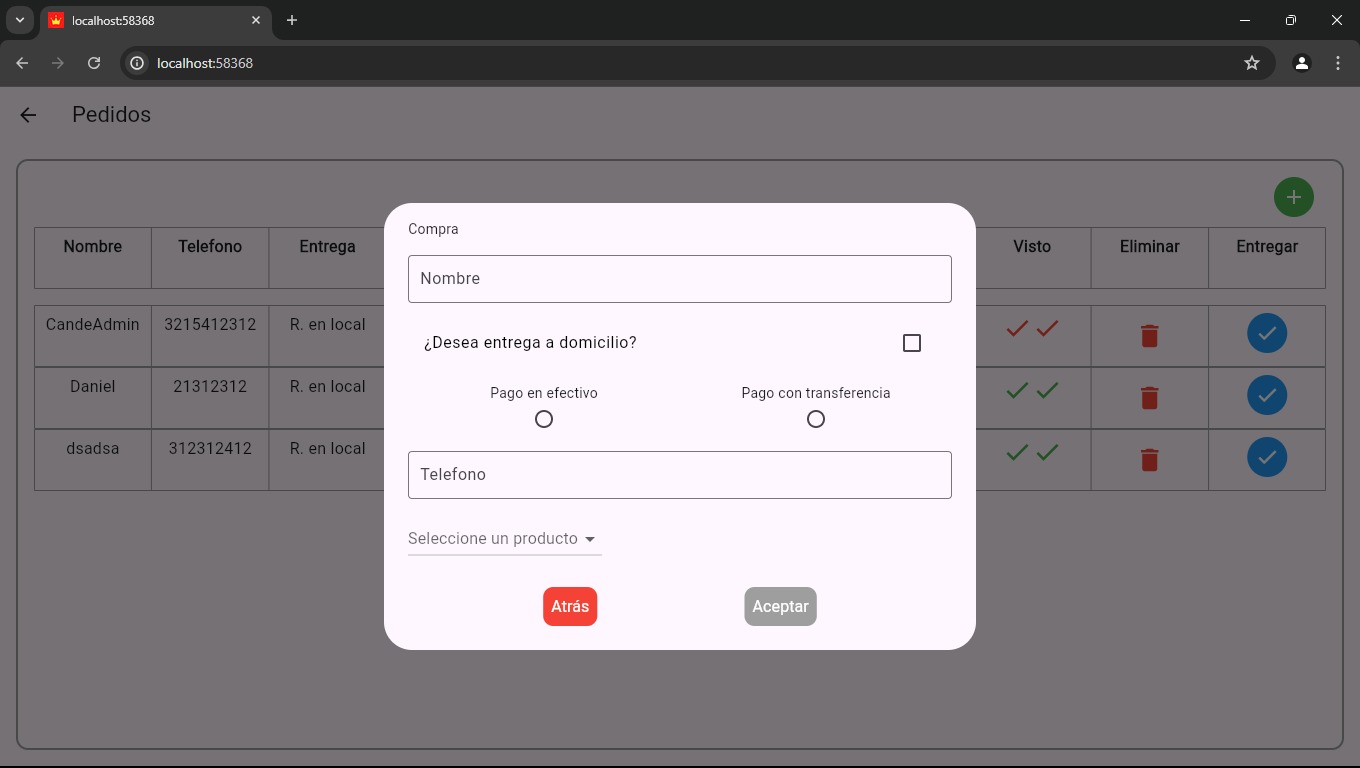 localhost:58368
localhost:58368
Pedidos
Nombre Telefono Entrega Visto Eliminar Entregar
CandeAdmin 3215412312 R. en local
Daniel 21312312 R. en local
dsadsa 312312412 R. en local
Compra
Nombre
¿Desea entrega a domicilio?
Pago en efectivo Pago con transferencia
Telefono
Seleccione un producto
Atrás Aceptar